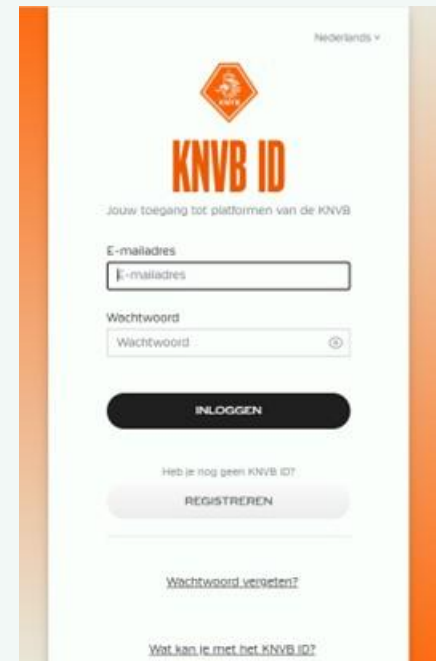 Nederlands
KNVB
KNVB ID
Jouw toegang tot platformen van de KNVB
E-mailadres
E-mailadres
Wachtwoord
Wachtwoord
INLOGGEN
Heb je nog geen KNVB ID?
REGISTREREN
Wachtwoord vergeten?
Wat kan je met het KNVB ID?